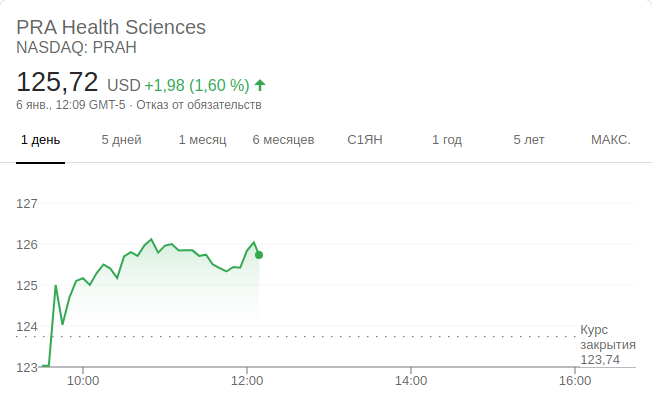 PRA Health Sciences
NASDAQ: PRAH
125,72 USD +1,98 (1,60 %)
6 янв., 12:09 GMT-5 · Отказ от обязательств
1 день 5 дней 1 месяц 6 месяцев С1ЯН 1 год 5 лет МАКС.
127
126
125
124
123
Курс
закрытия
123,74
10:00 12:00 14:00 16:00